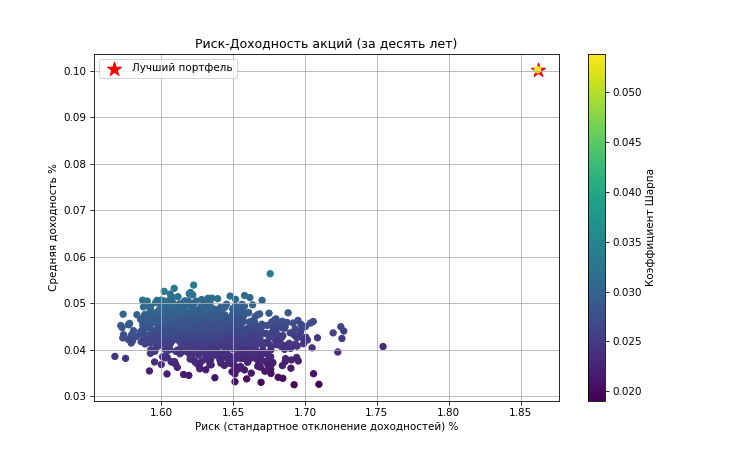 Риск-Доходность акций (за десять лет)
Лучший портфель
Средняя доходность %
0.10
0.09
0.08
0.07
0.06
0.05
0.04
0.03
1.60 1.65 1.70 1.75 1.80 1.85
Риск (стандартное отклонение доходностей) %
0.050
0.045
0.040
0.035
0.030
0.025
0.020
Коэффициент Шарпа